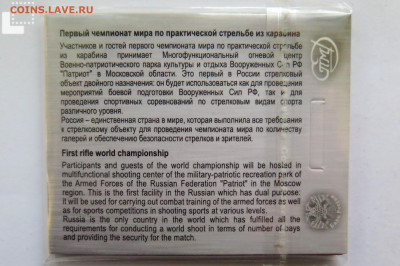 СОИН.LAVE.RU
Первый чемпионат мира по практической стрельбе из карабина
Участников и гостей первого чемпионата мира по практической стрельбе
из карабина принимает Многофункциональный огневой центр
Военно-патриотического парка культуры и отдыха Вооруженных Сил РФ
"Патриот" в Московской области. Это первый в России стрелковый
объект двойного назначения: он будет использоваться как для проведения
мероприятий боевой подготовки Вооруженных Сил РФ, так и для
проведения спортивных соревнований по стрелковым видам спорта
различного уровня.
Россия – единственная страна в мире, которая выполнила все требования
к стрелковому объекту для проведения чемпионата мира по количеству
галерей и обеспечению безопасности стрелков и зрителей.
First rifle world championship
Participants and guests of the world championship will be hosted in
multifunctional shooting center of the military-patriotic recreation park of
the Armed Forces of the Russian Federation "Patriot" in the Moscow
region. This is the first facility in the Russian which has dual purpose:
it will be used for carrying out combat training of the armed forces as well
as for sports competitions in shooting sports at various levels.
Russia is the only country in the world which has fulfilled all the
requirements for conducting a world shoot in terms of number of bays
and providing the security for the match.